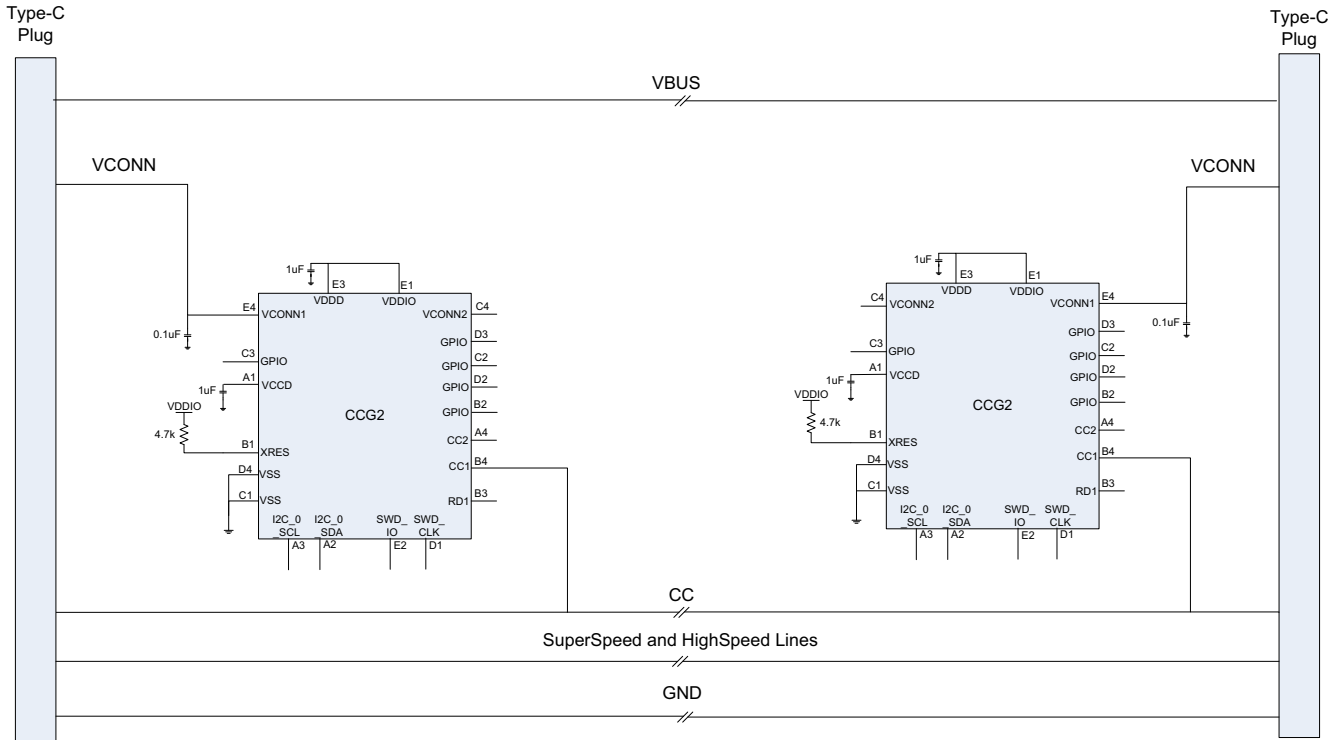 Type-C
Plug
Type-C
Plug
VBUS
VCONN
VCONN
1uF
E3
E1
VDDD
VDDIO
E4
VCONN1
VCONN2
C4
0.1uF
GPIO
D3
C3
GPIO
GPIO
C2
A1
VCCD
1uF
GPIO
D2
VDDIO
CCG2
GPIO
B2
4.7k
CC2
A4
B1
XRES
CC1
B4
D4
VSS
C1
VSS
RD1
B3
I2C_0
_SCL
I2C_0
_SDA
SWD_
IO
SWD_
CLK
A3
A2
E2
D1
1uF
E3
E1
VDDD
VDDIO
C4
VCONN2
VCONN1
E4
0.1uF
GPIO
D3
C3
GPIO
GPIO
C2
A1
VCCD
1uF
GPIO
D2
VDDIO
CCG2
GPIO
B2
4.7k
CC2
A4
B1
XRES
CC1
B4
D4
VSS
C1
VSS
RD1
B3
I2C_0
_SCL
I2C_0
_SDA
SWD_
IO
SWD_
CLK
A3
A2
E2
D1
CC
SuperSpeed and HighSpeed Lines
GND